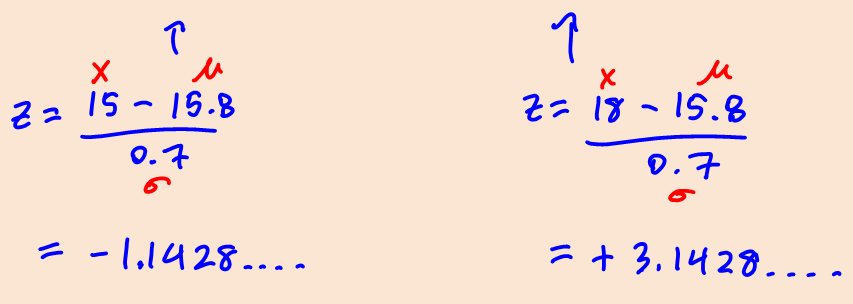 x μ
z = 15 - 15.8
0.7
σ
= -1.1428....
x μ
z = 18 - 15.8
0.7
σ
= +3.1428....